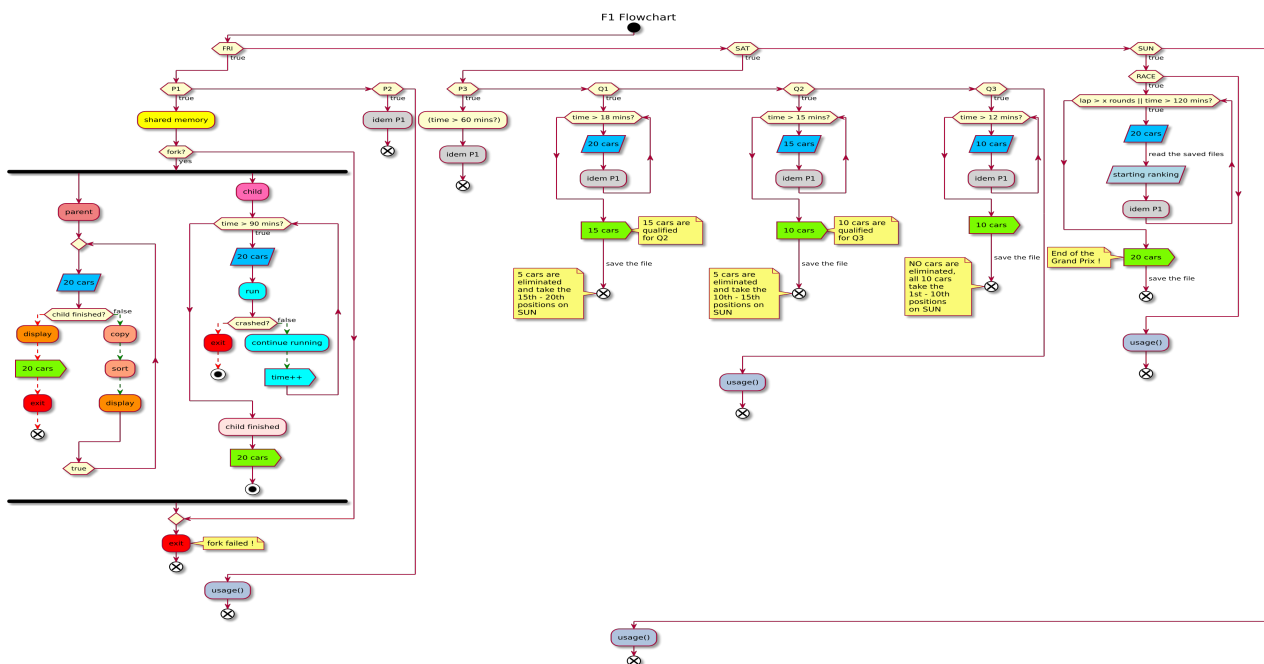 F1 Flowchart
FRI
true
SAT
true
SUN
true
P1
true
P2
true
P3
true
Q1
true
Q2
true
Q3
true
RACE
true
shared memory
idem P1
(time > 60 mins?)
idem P1
fork?
yes
parent
20 cars
child finished?
false
display
20 cars
exit
copy
sort
display
true
child
time > 90 mins?
true
20 cars
run
crashed?
false
exit
continue running
time++
child finished
20 cars
exit
fork failed !
usage()
time > 18 mins?
20 cars
idem P1
15 cars
15 cars are
qualified
for Q2
save the file
5 cars are
eliminated
and take the
15th - 20th
positions on
SUN
time > 15 mins?
15 cars
idem P1
10 cars
10 cars are
qualified
for Q3
save the file
5 cars are
eliminated
and take the
10th - 15th
positions on
SUN
time > 12 mins?
10 cars
idem P1
10 cars
save the file
NO cars are
eliminated,
all 10 cars
take the
1st - 10th
positions
on SUN
usage()
lap > x rounds || time > 120 mins?
true
20 cars
read the saved files
starting ranking
idem P1
End of the
Grand Prix !
20 cars
save the file
usage()
usage()